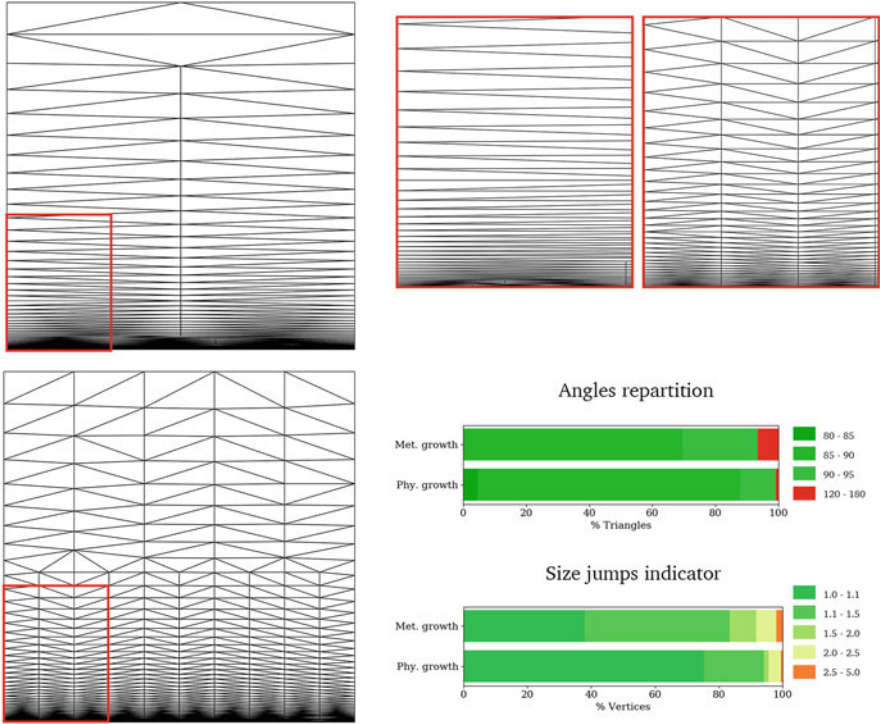 Angles repartition
Met. growth
Phy. growth
0 20 40 60 80 100
% Triangles
80 - 85
85 - 90
90 - 95
120 - 180
Size jumps indicator
Met. growth
Phy. growth
0 20 40 60 80 100
% Vertices
1.0 - 1.1
1.1 - 1.5
1.5 - 2.0
2.0 - 2.5
2.5 - 5.0